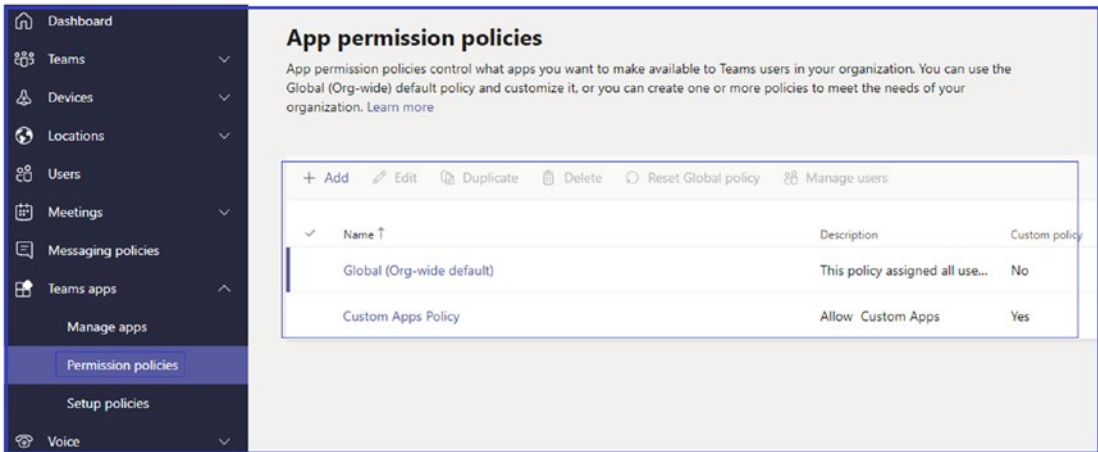 Dashboard
Teams
Devices
Locations
Users
Meetings
Messaging policies
Teams apps
Manage apps
Permission policies
Setup policies
Voice
App permission policies
App permission policies control what apps you want to make available to Teams users in your organization. You can use the
Global (Org-wide) default policy and customize it, or you can create one or more policies to meet the needs of your
organization. Learn more
+ Add Edit Duplicate Delete Reset Global policy Manage users
Name ↑ Description Custom policy
Global (Org-wide default) This policy assigned all use... No
Custom Apps Policy Allow Custom Apps Yes